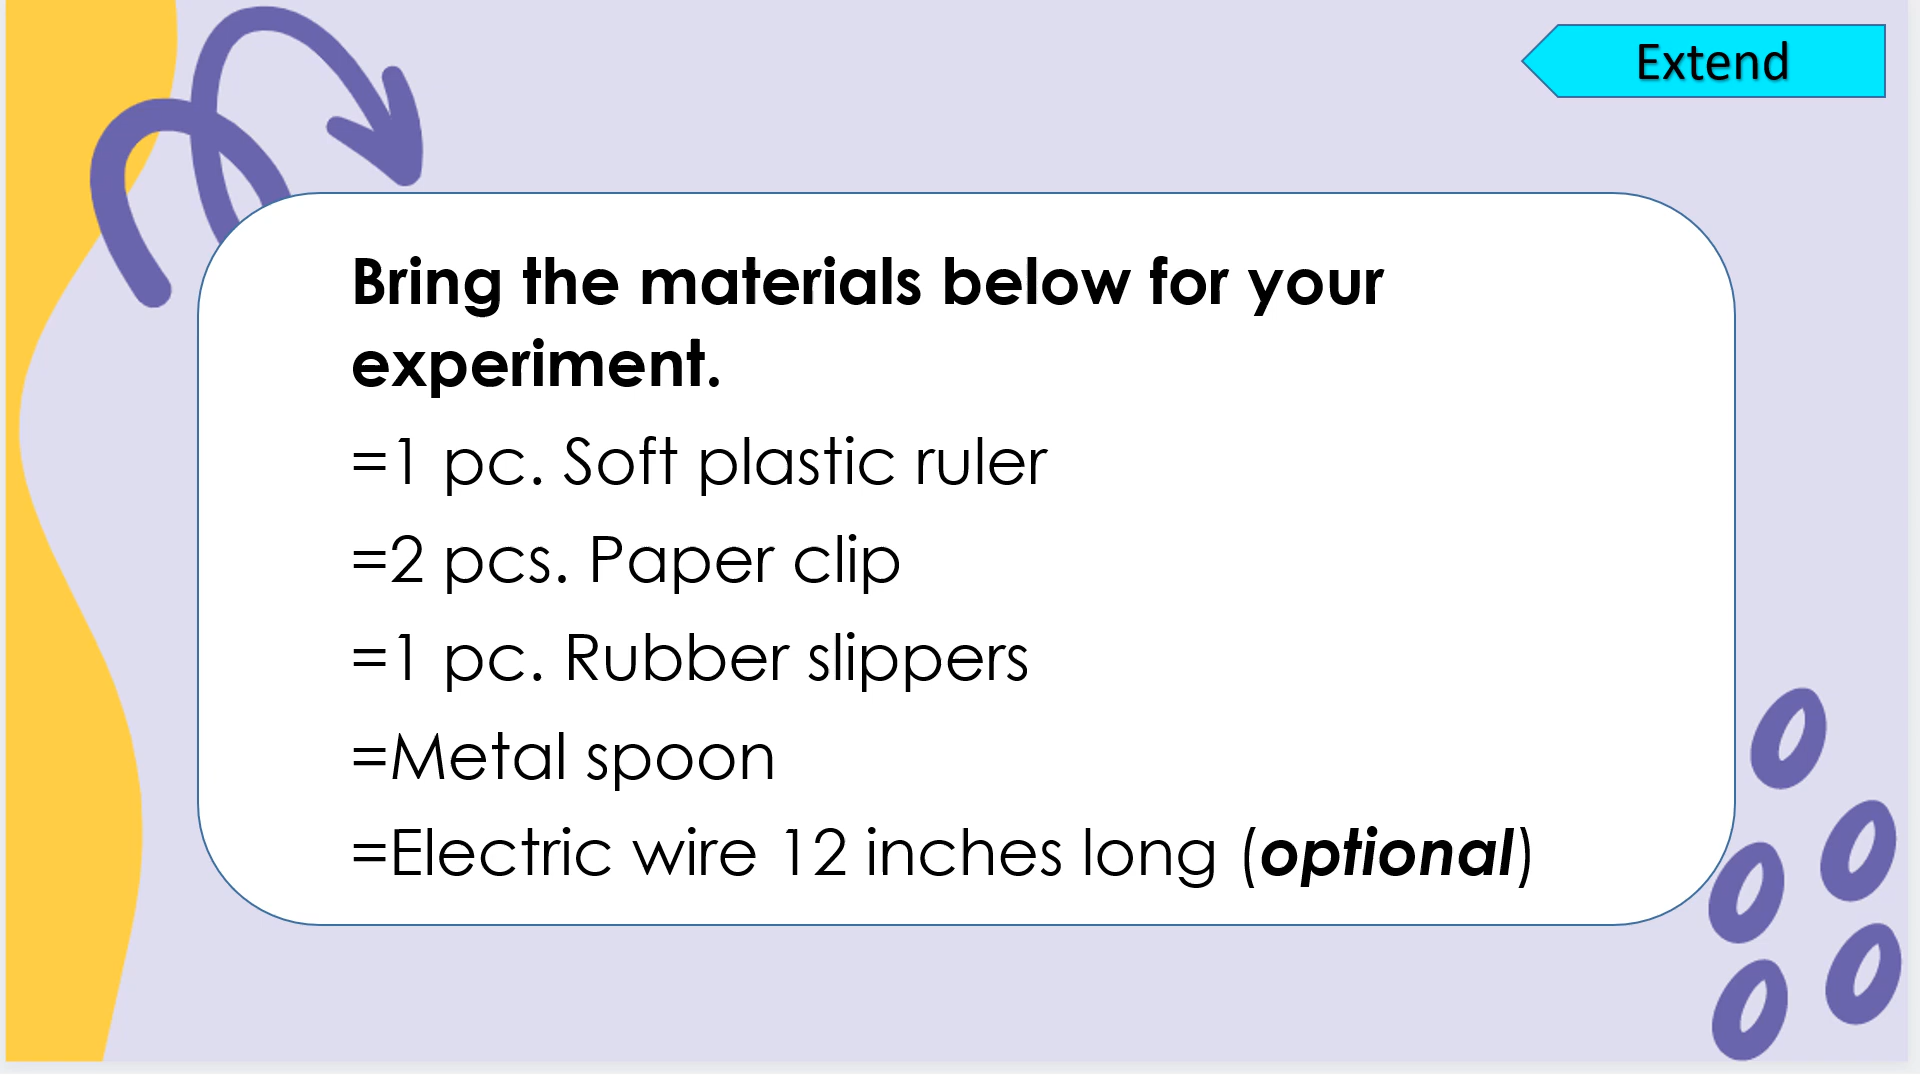 Extend
Bring the materials below for your
experiment.
=1 pc. Soft plastic ruler
=2 pcs. Paper clip
=1 pc. Rubber slippers
=Metal spoon
=Electric wire 12 inches long (optional)